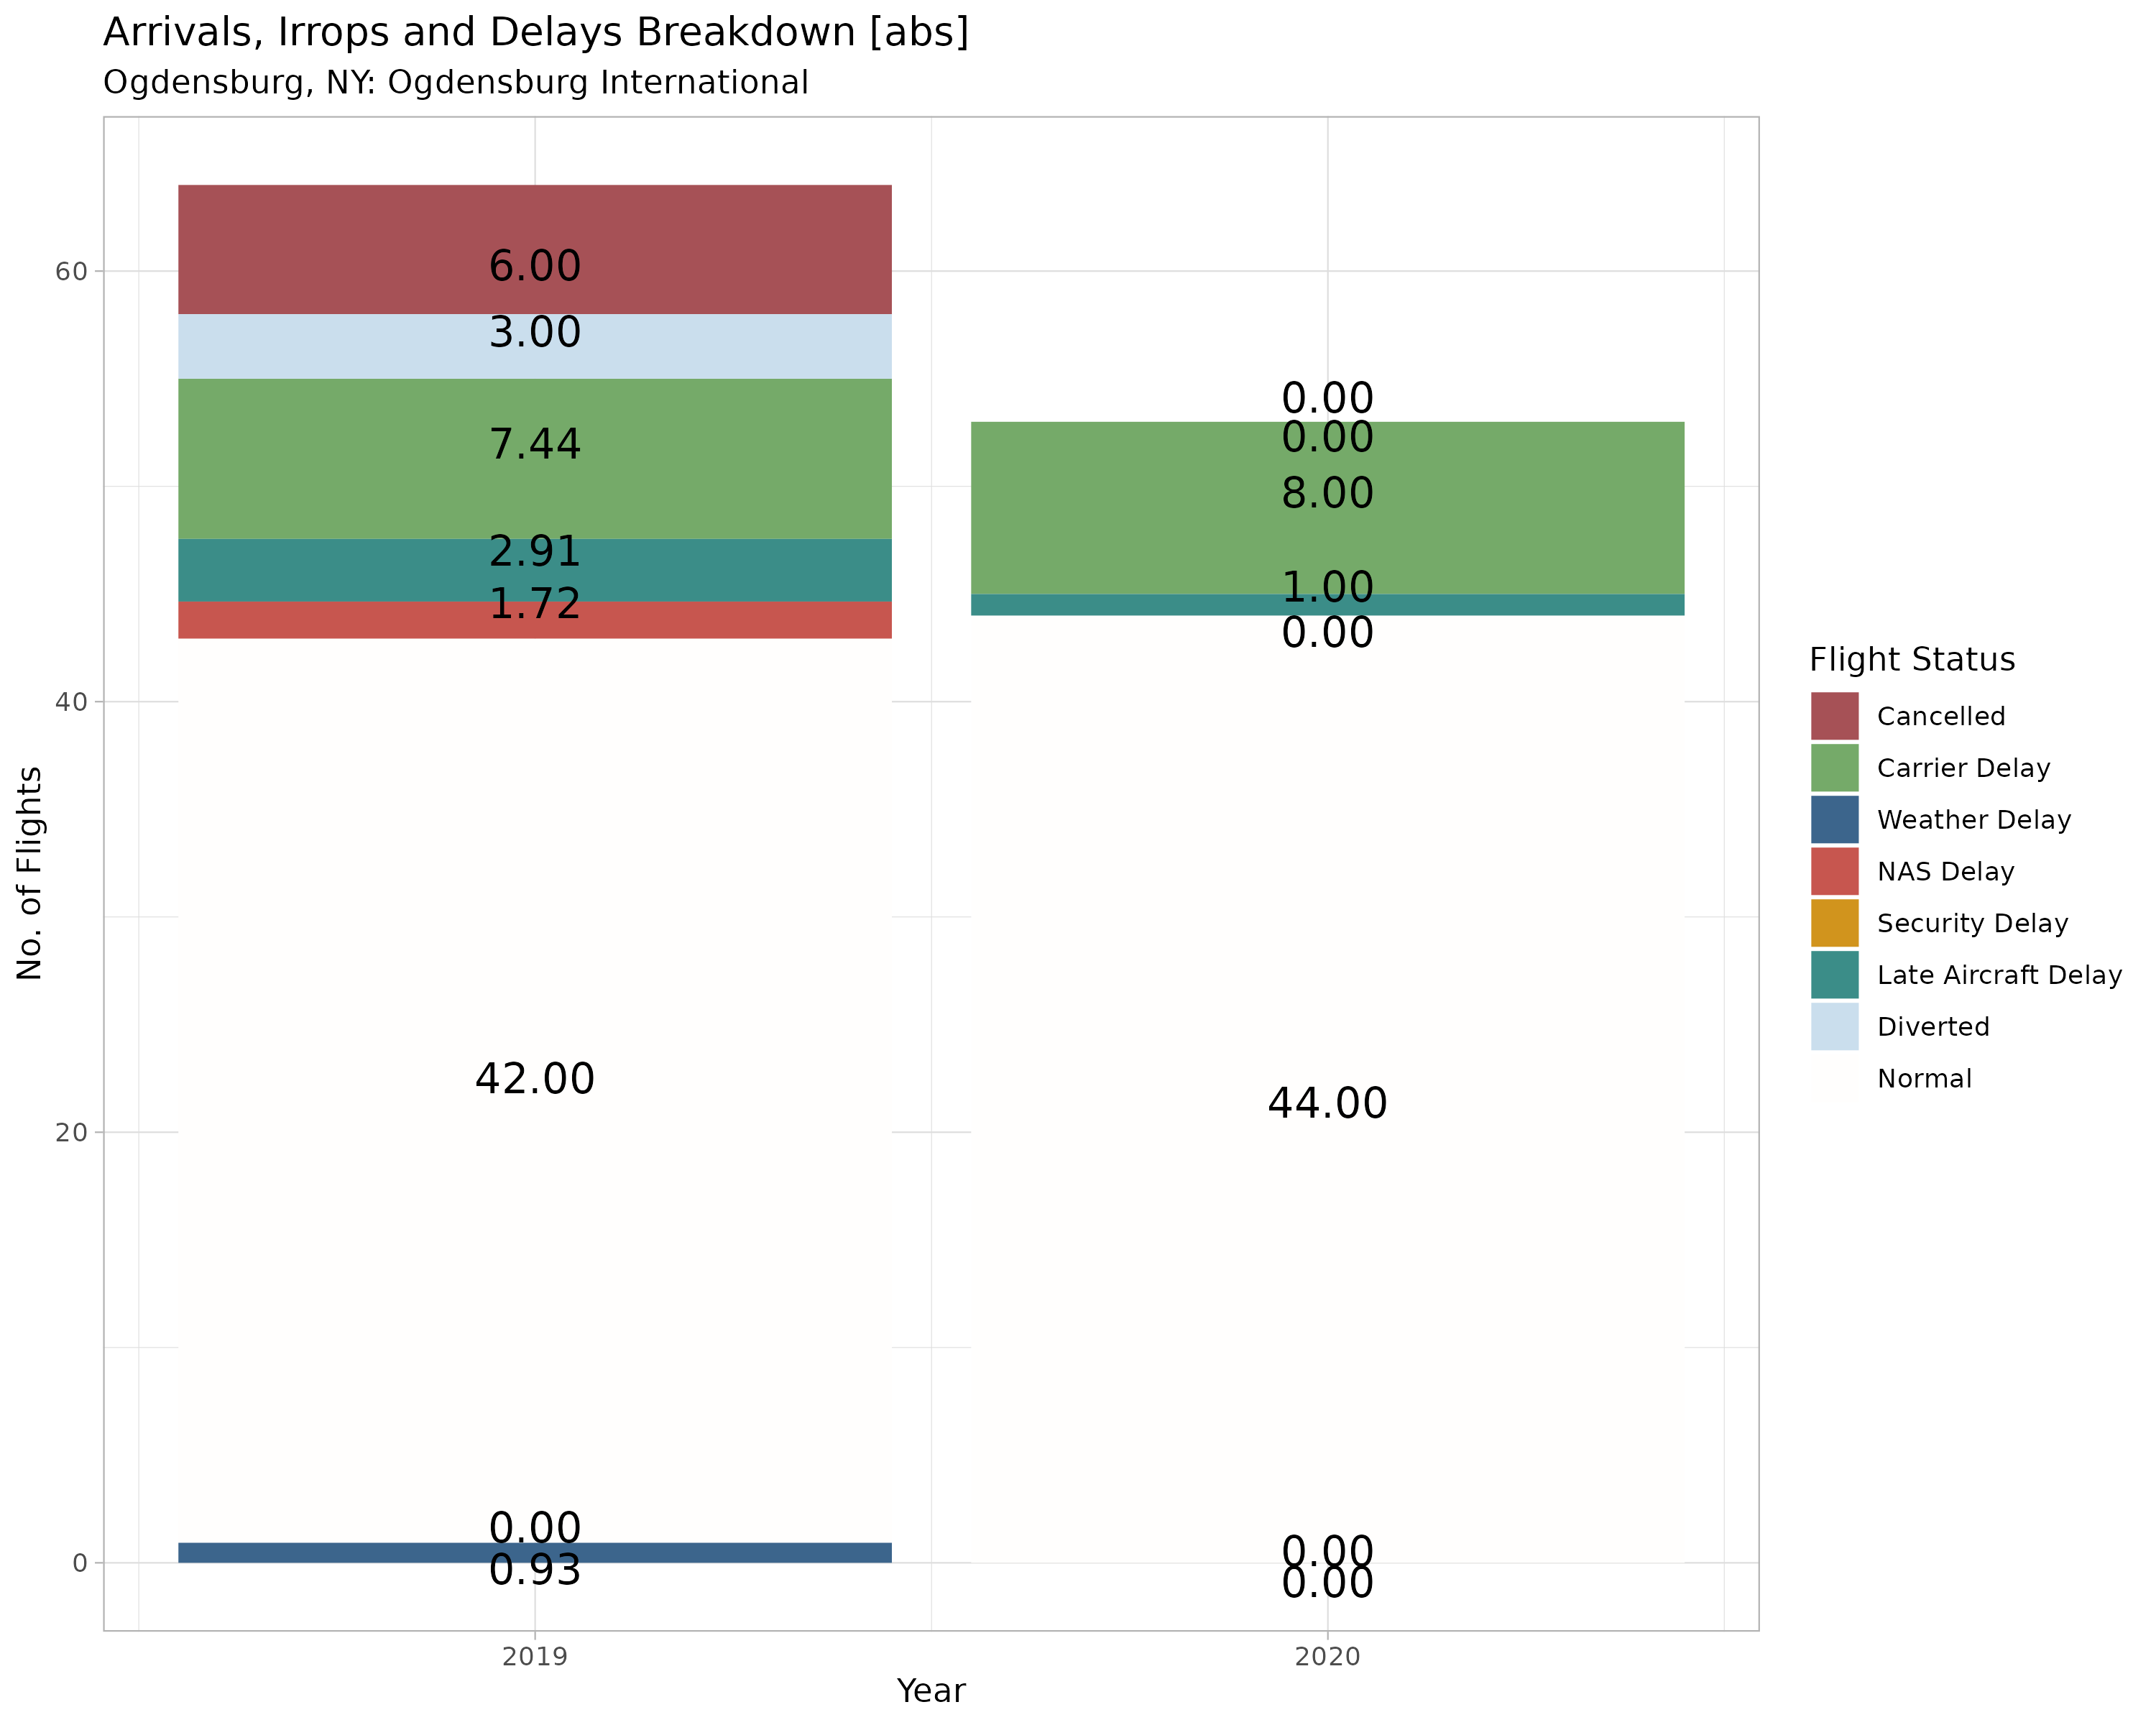 Arrivals, Irrops and Delays Breakdown [abs]
Ogdensburg, NY: Ogdensburg International
No. of Flights
60
40
20
0
6.00
3.00
7.44
2.91
1.72
42.00
0.00
0.93
0.00
0.00
8.00
1.00
0.00
44.00
0.00
0.00
2019
2020
Year
Flight Status
Cancelled
Carrier Delay
Weather Delay
NAS Delay
Security Delay
Late Aircraft Delay
Diverted
Normal